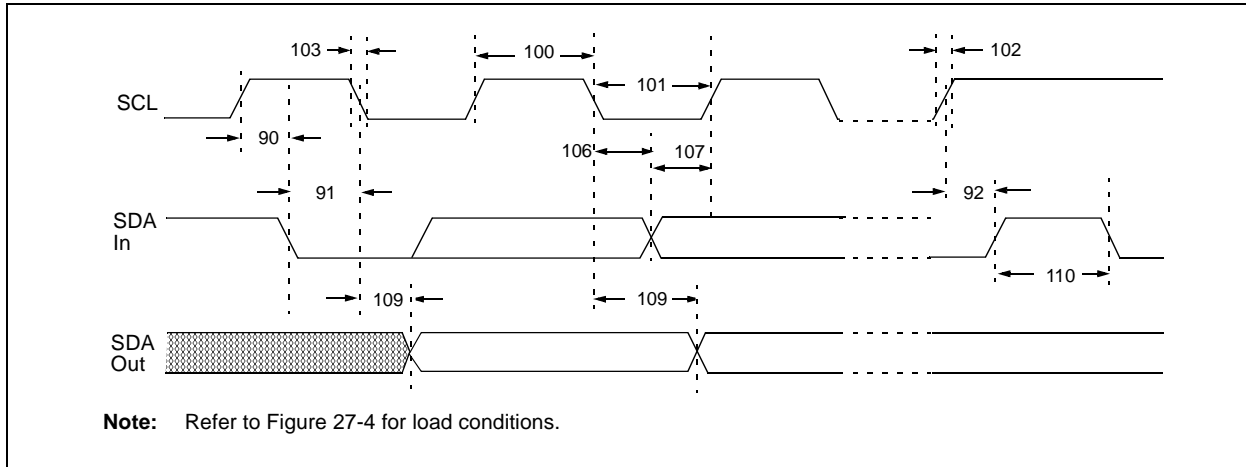 103
100
102
101
SCL
90
106
107
91
92
SDA
In
110
109
109
SDA
Out
Note: Refer to Figure 27-4 for load conditions.